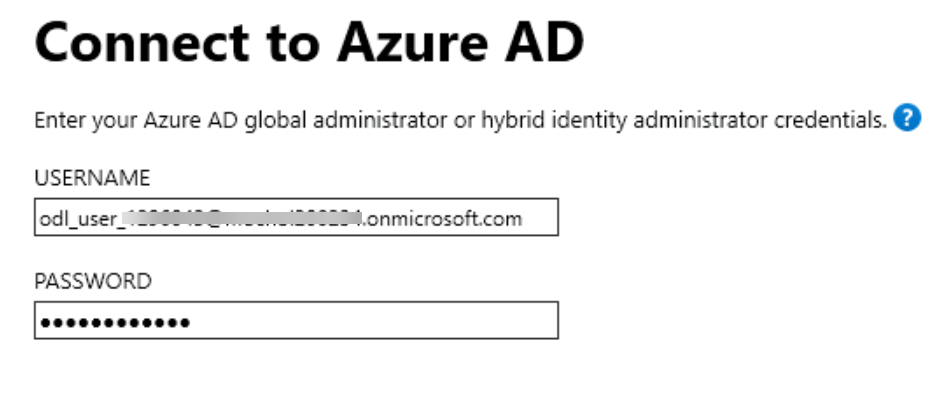 Connect to Azure AD
Enter your Azure AD global administrator or hybrid identity administrator credentials. ?
USERNAME
odl_user_ .onmicrosoft.com
PASSWORD
●●●●●●●●●●●●